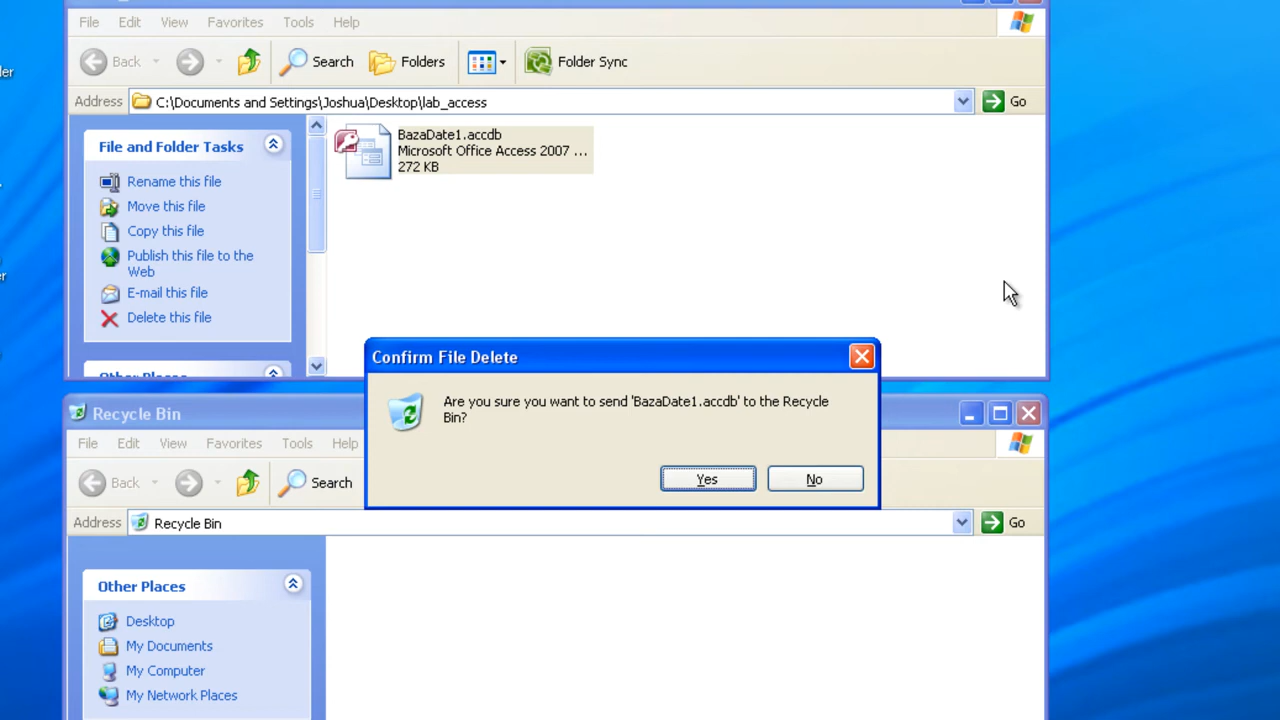 der
File Edit View Favorites Tools Help
Back Search Folders Folder Sync
Address C:\Documents and Settings\Joshua\Desktop\lab_access Go
File and Folder Tasks
Rename this file
Move this file
Copy this file
Publish this file to the
Web
E-mail this file
Delete this file
Other Places
BazaDate1.accdb
Microsoft Office Access 2007 ...
272 KB
Confirm File Delete
Are you sure you want to send 'BazaDate1.accdb' to the Recycle
Bin?
Yes No
Recycle Bin
File Edit View Favorites Tools Help
Back Search
Address Recycle Bin Go
Other Places
Desktop
My Documents
My Computer
My Network Places